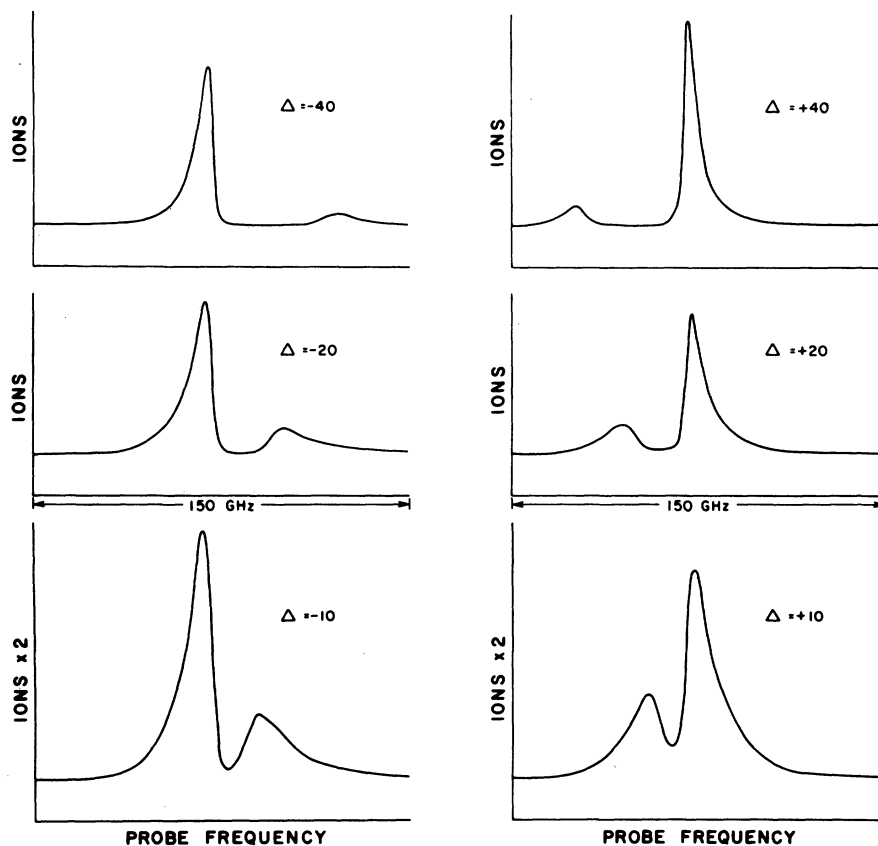 IONS
Δ =-40
IONS
Δ =+40
IONS
Δ =-20
150 GHz
IONS
Δ =+20
150 GHz
IONS x 2
Δ =-10
PROBE FREQUENCY
IONS x 2
Δ =+10
PROBE FREQUENCY